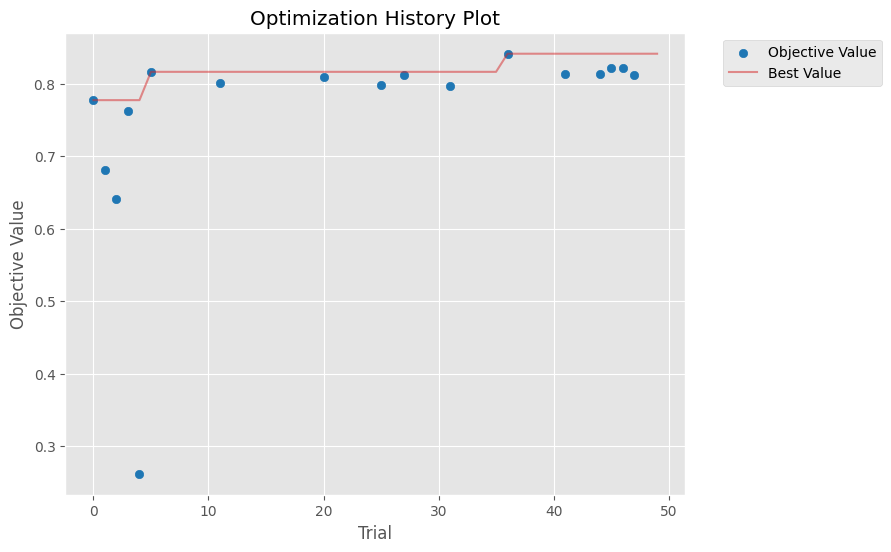 Optimization History Plot
Objective Value
Best Value
0.8
0.7
0.6
0.5
0.4
0.3
Objective Value
0 10 20 30 40 50
Trial